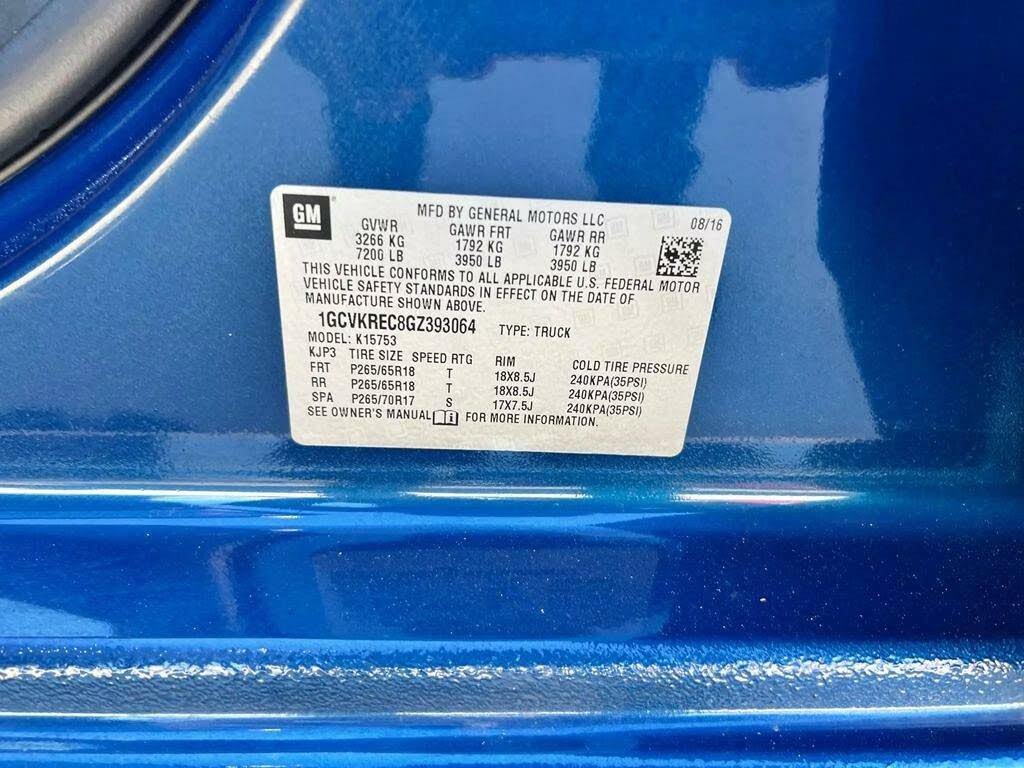 GM
MFD BY GENERAL MOTORS LLC 08/16
GVWR GAWR FRT GAWR RR
3266 KG 1792 KG 1792 KG
7200 LB 3950 LB 3950 LB
THIS VEHICLE CONFORMS TO ALL APPLICABLE U.S. FEDERAL MOTOR
VEHICLE SAFETY STANDARDS IN EFFECT ON THE DATE OF
MANUFACTURE SHOWN ABOVE.
1GCVKREC8GZ393064 TYPE: TRUCK
MODEL: K15753
KJP3 TIRE SIZE SPEED RTG RIM COLD TIRE PRESSURE
FRT P265/65R18 T 18X8.5J 240KPA(35PSI)
RR P265/65R18 T 18X8.5J 240KPA(35PSI)
SPA P265/70R17 S 17X7.5J 240KPA(35PSI)
SEE OWNER'S MANUAL FOR MORE INFORMATION.